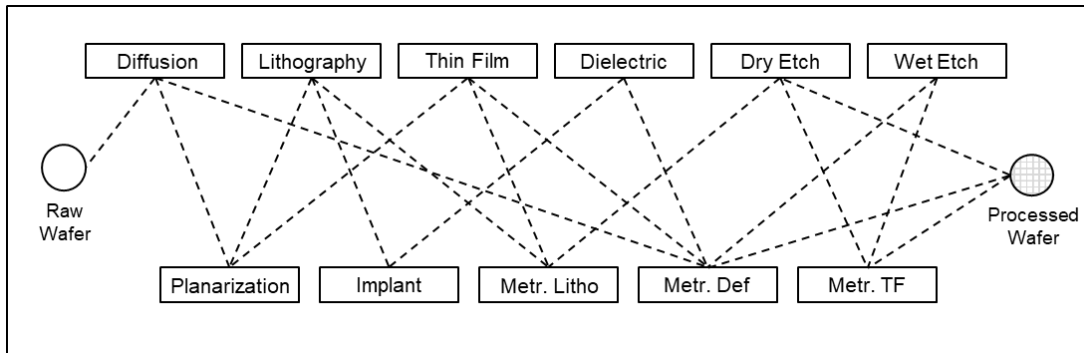 Diffusion
Lithography
Thin Film
Dielectric
Dry Etch
Wet Etch
Raw
Wafer
Processed
Wafer
Planarization
Implant
Metr. Litho
Metr. Def
Metr. TF